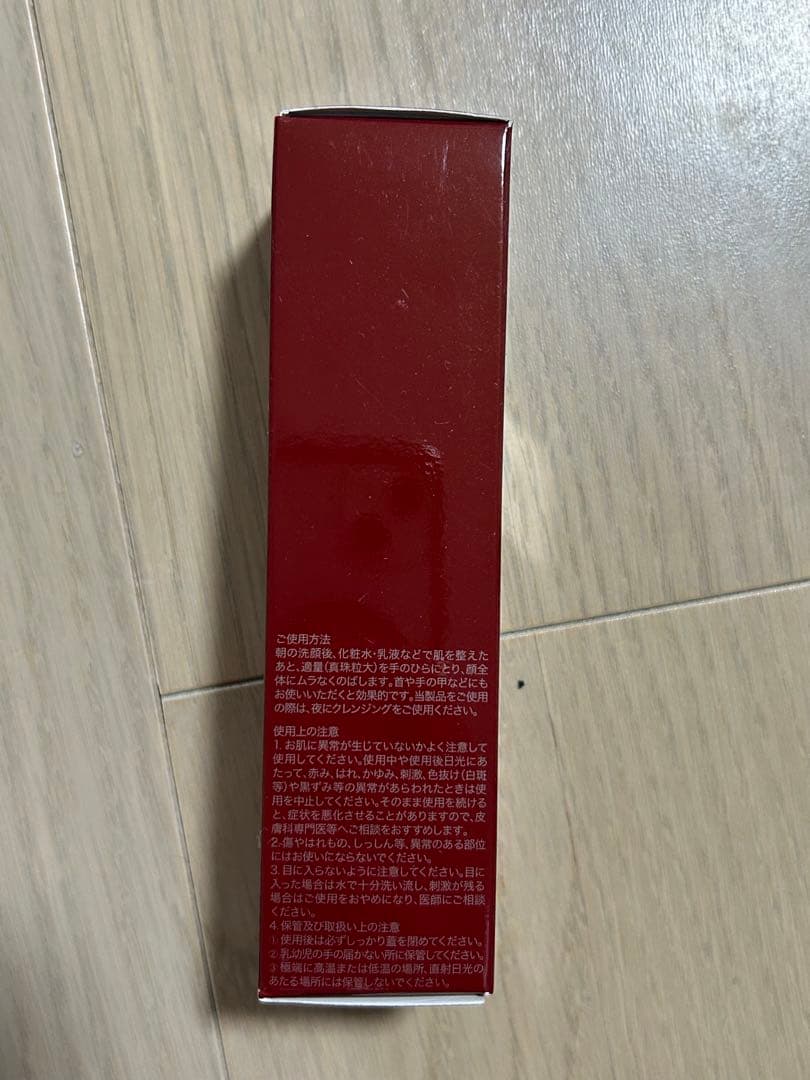 ご使用方法
朝の洗顔後、化粧水・乳液などで肌を整えた
あと、適量(真珠粒大)を手のひらにとり、顔全
体にムラなくのばします。首や手の甲などにも
お使いいただくと効果的です。当製品をご使用
の際は、夜にクレンジングをご使用ください。
使用上の注意
1. お肌に異常が生じていないかよく注意して
使用してください。使用中や使用後日光にあ
たって、赤み、はれ、かゆみ、刺激、色抜け(白斑
等)や黒ずみ等の異常があらわれたときは使
用を中止してください。そのまま使用を続ける
と、症状を悪化させることがありますので、皮
膚科専門医等へご相談をおすすめします。
2. 傷やはれもの、しっしん等、異常のある部位
にはお使いにならないでください。
3. 目に入らないように注意してください。目に
入った場合は水で十分洗い流し、刺激が残る
場合はご使用をおやめになり、医師にご相談
ください。
4. 保管及び取扱い上の注意
① 使用後は必ずしっかり蓋を閉めてください。
② 乳幼児の手の届かない所に保管してください。
③ 極端に高温または低温の場所、直射日光の
あたる場所には保管しないでください。